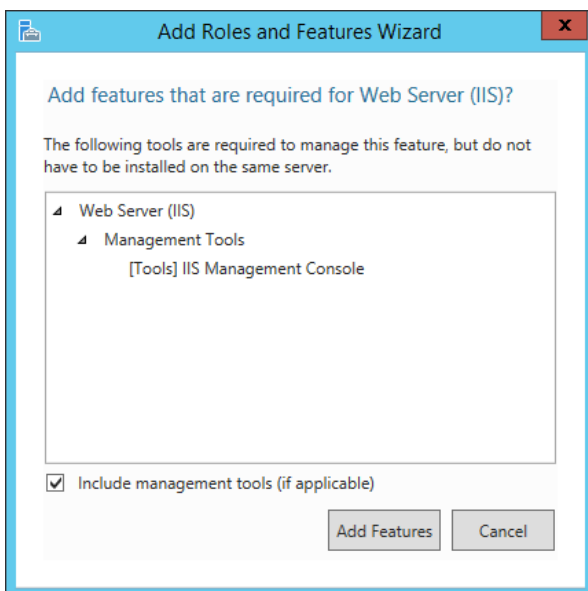 Add Roles and Features Wizard
x
Add features that are required for Web Server (IIS)?
The following tools are required to manage this feature, but do not
have to be installed on the same server.
Web Server (IIS)
Management Tools
[Tools] IIS Management Console
Include management tools (if applicable)
Add Features Cancel